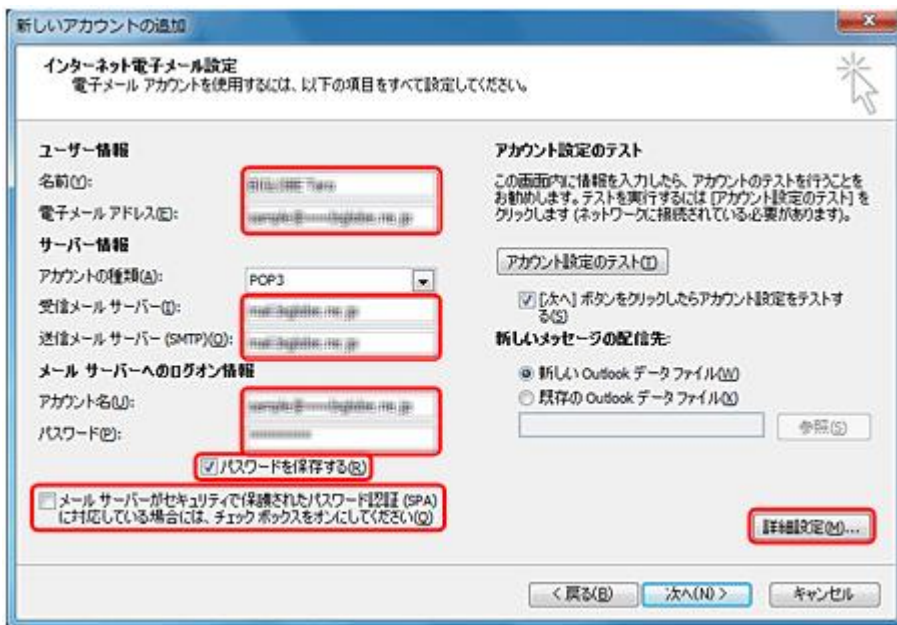 新しいアカウントの追加
インターネット電子メール設定
電子メール アカウントを使用するには、以下の項目をすべて設定してください。
ユーザー情報
名前(Y):
電子メール アドレス(E):
サーバー情報
アカウントの種類(A):
POP3
受信メール サーバー(I):
送信メール サーバー (SMTP)(O):
メール サーバーへのログオン情報
アカウント名(U):
パスワード(P):
パスワードを保存する(R)
メール サーバーがセキュリティで保護されたパスワード認証 (SPA)
に対応している場合には、チェック ボックスをオンにしてください(Q)
アカウント設定のテスト
この画面内に情報を入力したら、アカウントのテストを行うことを
お勧めします。テストを実行するには [アカウント設定のテスト] を
クリックします (ネットワークに接続されている必要があります)。
アカウント設定のテスト(T)
[次へ] ボタンをクリックしたらアカウント設定をテストす
る(S)
新しいメッセージの配信先:
新しい Outlook データ ファイル(W)
既存の Outlook データ ファイル(X)
参照(S)
詳細設定(M)...
< 戻る(B)
次へ(N) >
キャンセル